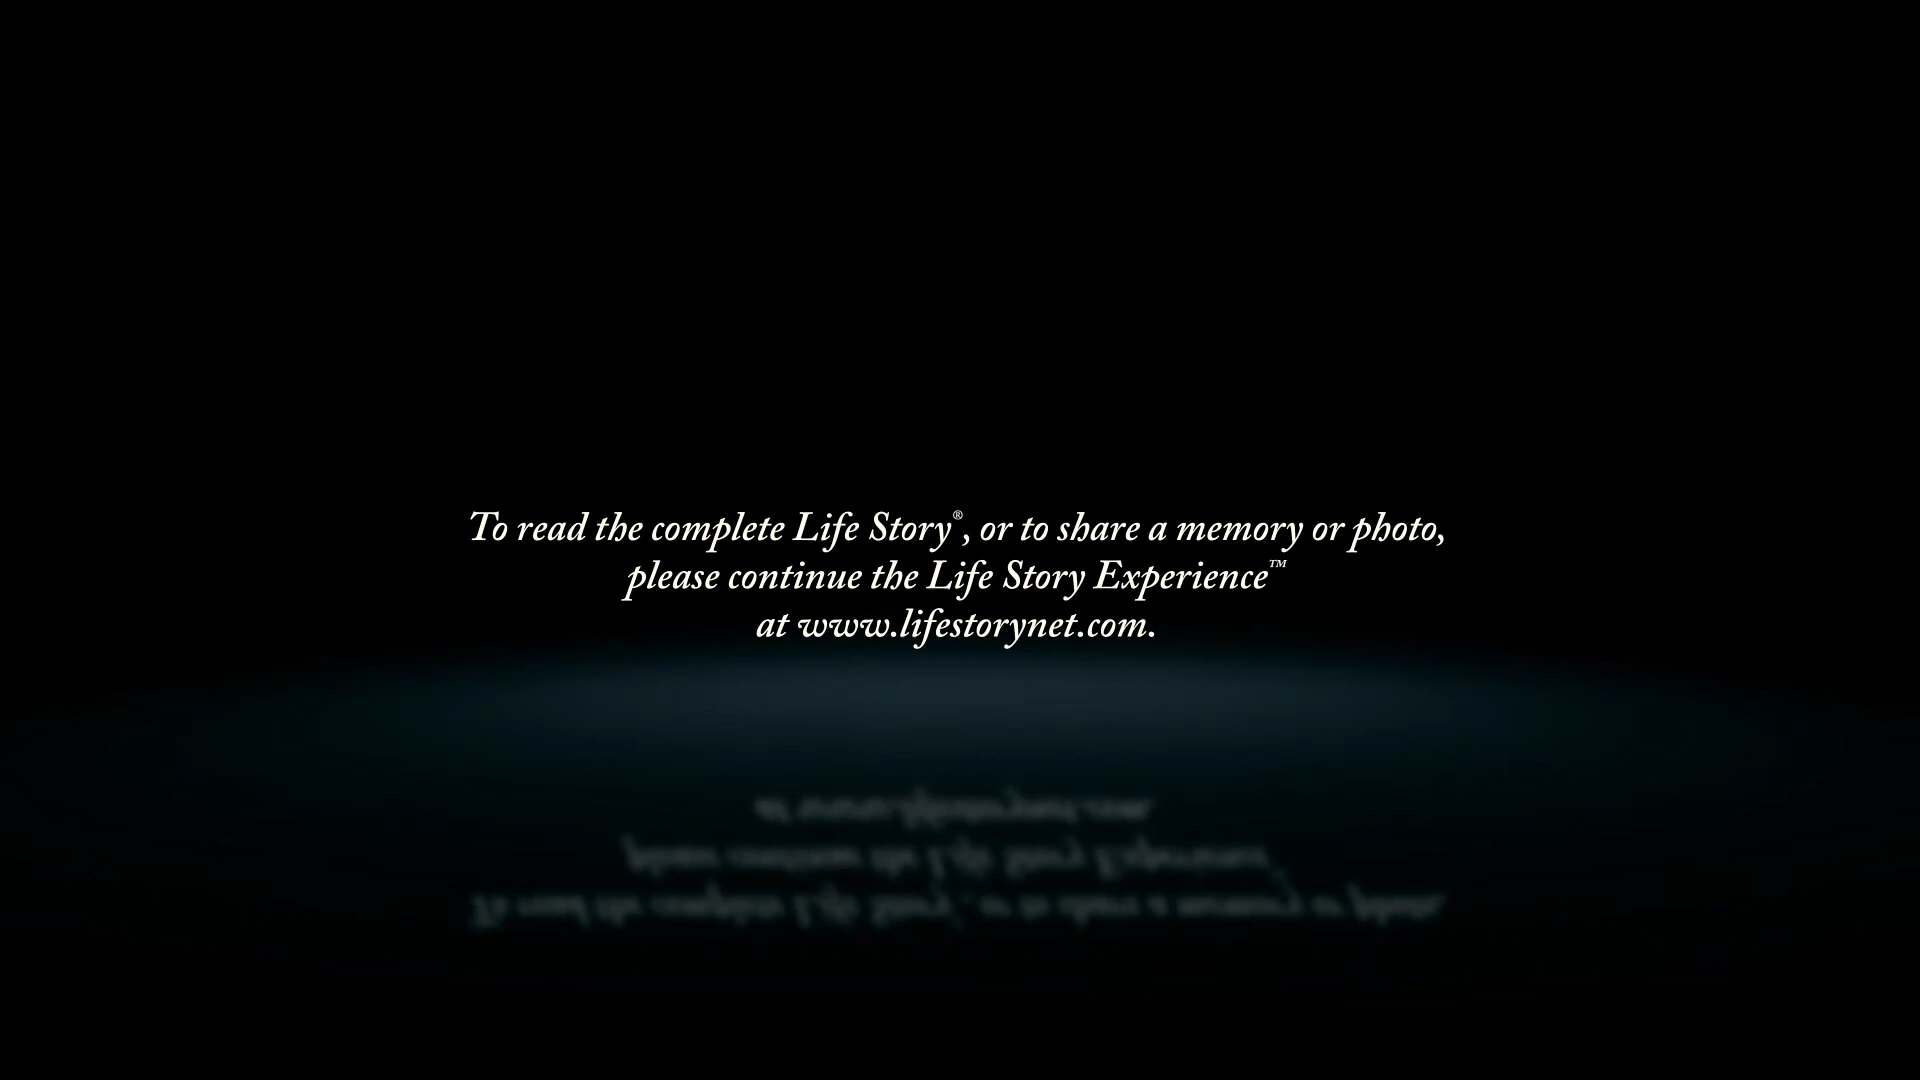 To read the complete Life Story®, or to share a memory or photo,
please continue the Life Story Experience™
at www.lifestorynet.com.